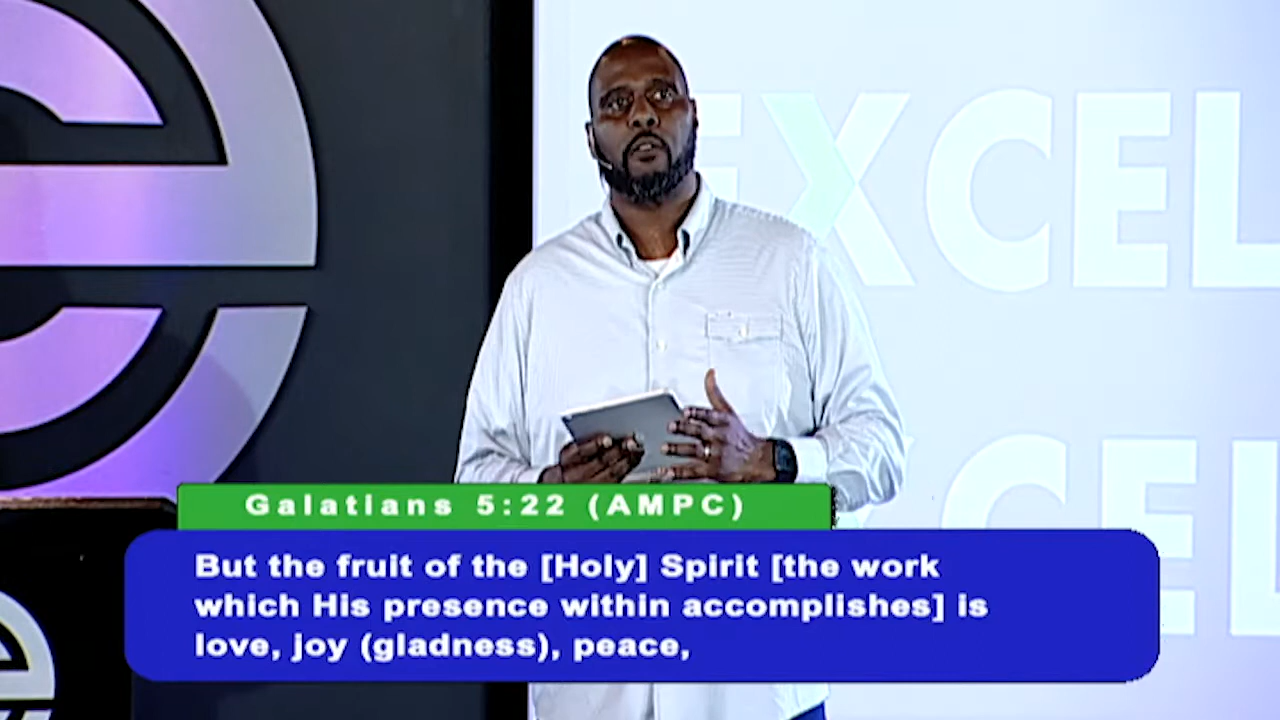 EXCEL
Galatians 5:22 (AMPC)
But the fruit of the [Holy] Spirit [the work
which His presence within accomplishes] is
love, joy (gladness), peace,